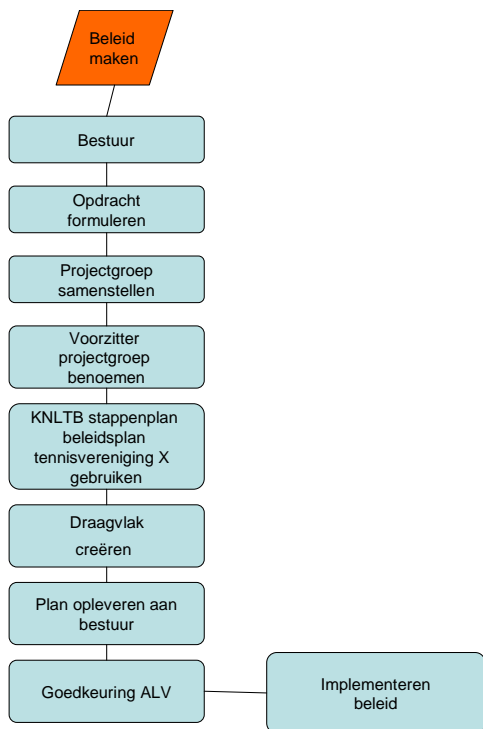 Beleid
maken
Bestuur
Opdracht
formuleren
Projectgroep
samenstellen
Voorzitter
projectgroep
benoemen
KNLTB stappenplan
beleidsplan
tennisvereniging X
gebruiken
Draagvlak
creëren
Plan opleveren aan
bestuur
Goedkeuring ALV
Implementeren
beleid